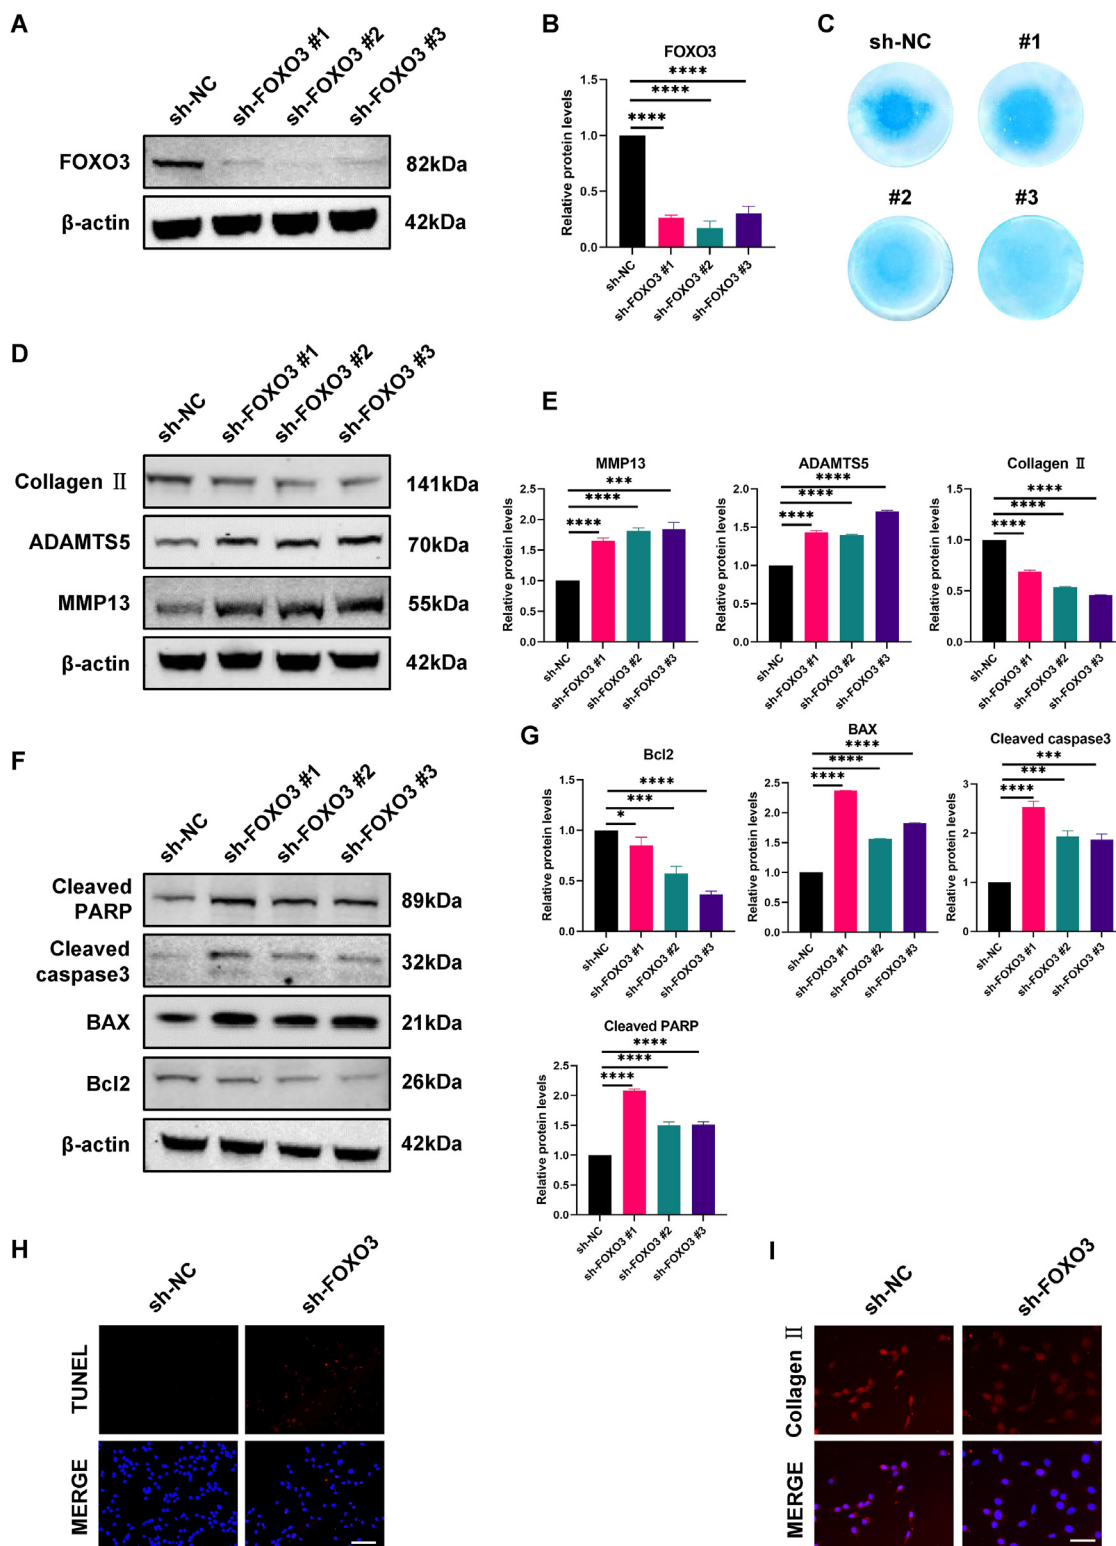 A
sh-NC
sh-FOXO3 #1
sh-FOXO3 #2
sh-FOXO3 #3
FOXO3
82kDa
β-actin
42kDa
B
FOXO3
Relative protein levels
1.5
1.0
0.5
0.0
****
****
****
sh-NC
sh-FOXO3 #1
sh-FOXO3 #2
sh-FOXO3 #3
C
sh-NC
#1
#2
#3
D
sh-NC
sh-FOXO3 #1
sh-FOXO3 #2
sh-FOXO3 #3
Collagen Ⅱ
141kDa
ADAMTS5
70kDa
MMP13
55kDa
β-actin
42kDa
E
MMP13
Relative protein levels
2.5
2.0
1.5
1.0
0.5
0.0
***
****
****
sh-NC
sh-FOXO3 #1
sh-FOXO3 #2
sh-FOXO3 #3
ADAMTS5
Relative protein levels
2.0
1.5
1.0
0.5
0.0
****
****
****
sh-NC
sh-FOXO3 #1
sh-FOXO3 #2
sh-FOXO3 #3
Collagen Ⅱ
Relative protein levels
1.5
1.0
0.5
0.0
****
****
****
sh-NC
sh-FOXO3 #1
sh-FOXO3 #2
sh-FOXO3 #3
F
sh-NC
sh-FOXO3 #1
sh-FOXO3 #2
sh-FOXO3 #3
Cleaved
PARP
89kDa
Cleaved
caspase3
32kDa
BAX
21kDa
Bcl2
26kDa
β-actin
42kDa
G
Bcl2
Relative protein levels
1.5
1.0
0.5
0.0
****
***
*
sh-NC
sh-FOXO3 #1
sh-FOXO3 #2
sh-FOXO3 #3
BAX
Relative protein levels
2.5
2.0
1.5
1.0
0.5
0.0
****
****
****
sh-NC
sh-FOXO3 #1
sh-FOXO3 #2
sh-FOXO3 #3
Cleaved caspase3
Relative protein levels
3
2
1
0
***
***
****
sh-NC
sh-FOXO3 #1
sh-FOXO3 #2
sh-FOXO3 #3
Cleaved PARP
Relative protein levels
2.5
2.0
1.5
1.0
0.5
0.0
****
****
****
sh-NC
sh-FOXO3 #1
sh-FOXO3 #2
sh-FOXO3 #3
H
sh-NC
sh-FOXO3
TUNEL
MERGE
I
sh-NC
sh-FOXO3
Collagen Ⅱ
MERGE